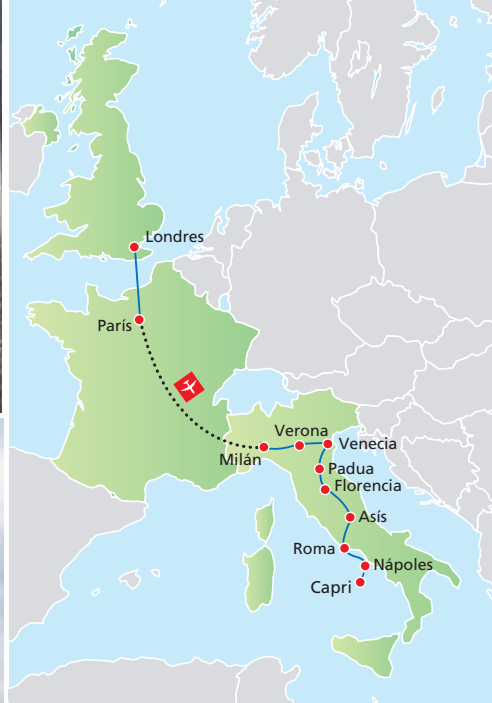 Londres
París
Verona
Venecia
Milán
Padua
Florencia
Asís
Roma
Nápoles
Capri